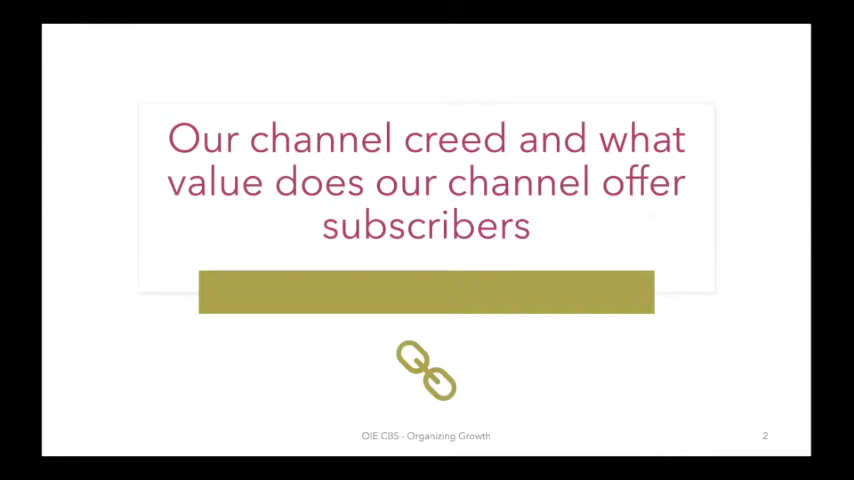 Our channel creed and what
value does our channel offer
subscribers
OIE CBS - Organizing Growth
2